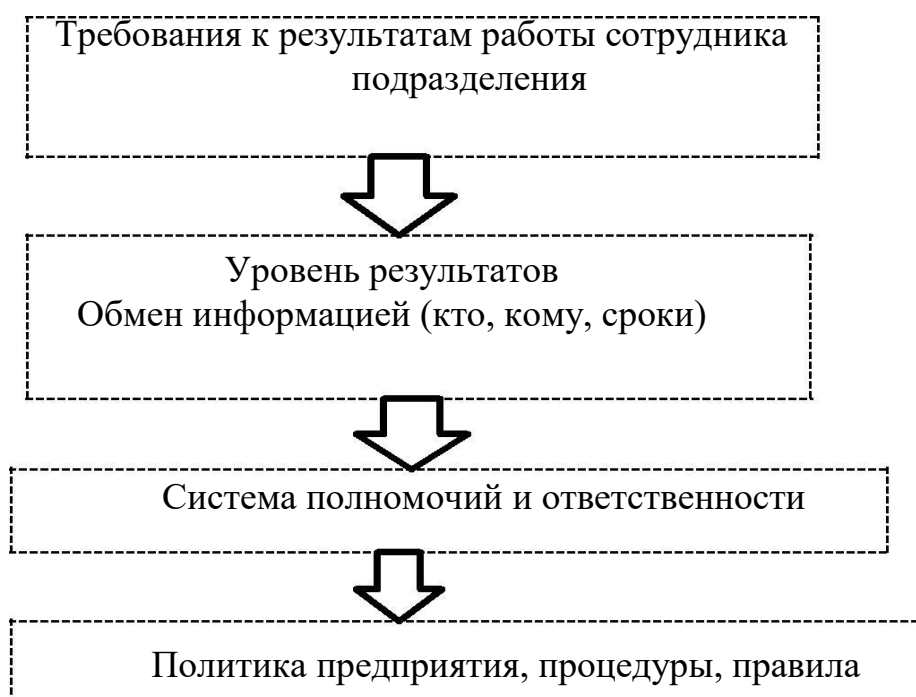 Требования к результатам работы сотрудника
подразделения
Уровень результатов
Обмен информацией (кто, кому, сроки)
Система полномочий и ответственности
Политика предприятия, процедуры, правила